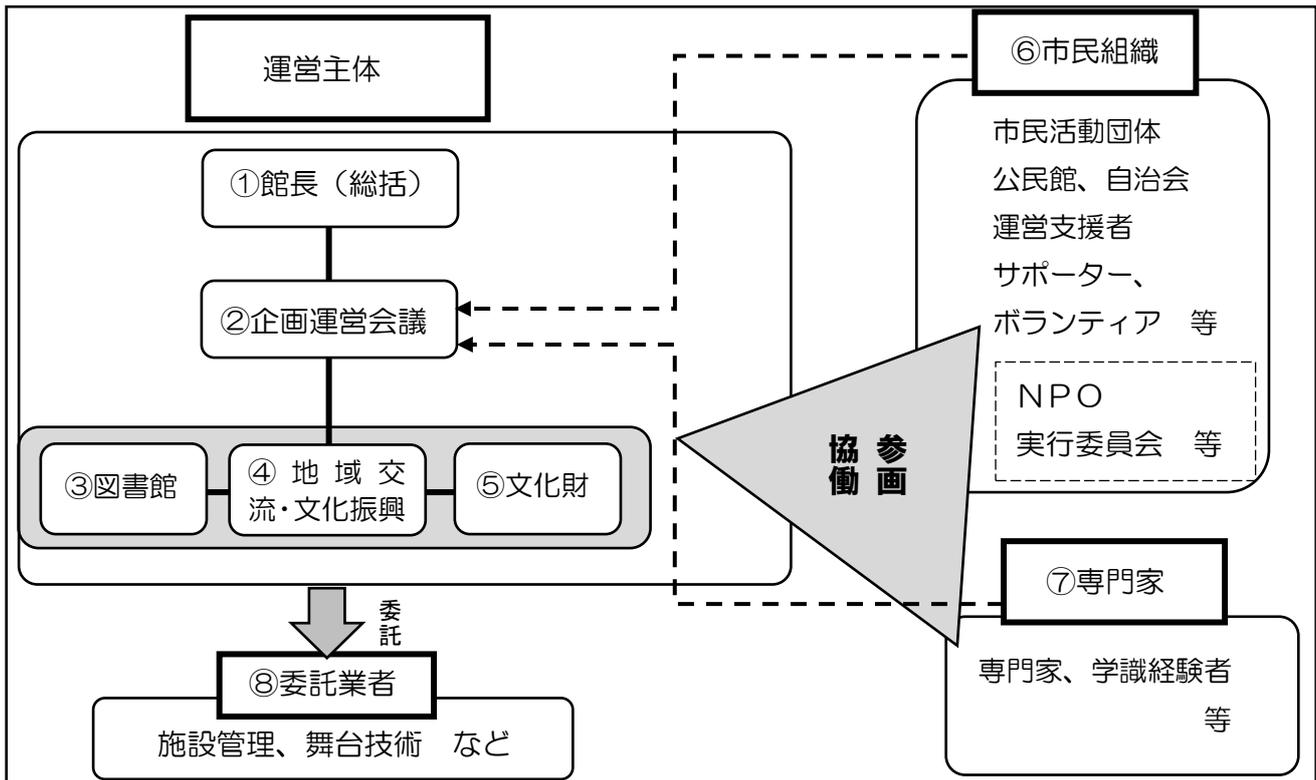 運営主体
①館長（総括）
②企画運営会議
③図書館
④ 地 域 交
流・文化振興
⑤文化財
委
託
⑧委託業者
施設管理、舞台技術　など
参画
協働
⑥市民組織
市民活動団体
公民館、自治会
運営支援者
サポーター、
ボランティア　等
ＮＰＯ
実行委員会　等
⑦専門家
専門家、学識経験者
等